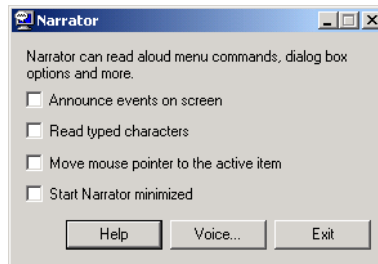 Narrator
Narrator can read aloud menu commands, dialog box
options and more.
Announce events on screen
Read typed characters
Move mouse pointer to the active item
Start Narrator minimized
Help Voice... Exit